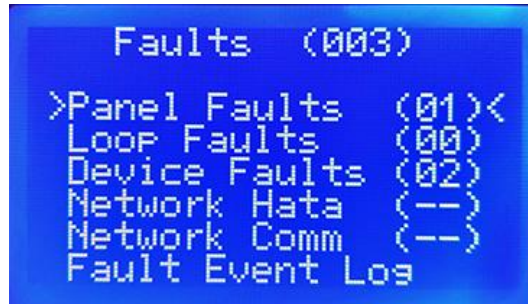 Faults (003)
>Panel Faults (01)<
Loop Faults (00)
Device Faults (02)
Network Hata (--)
Network Comm (--)
Fault Event Log